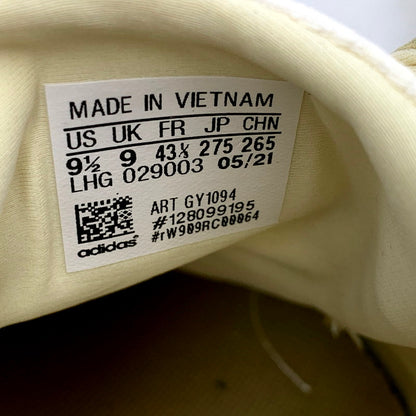 MADE IN VIETNAM
US UK FR JP CHN
9½ 9 43⅓ 275 265
LHG 029003 05/21
ART GY1094
#128099195
adidas #rW909RC00064